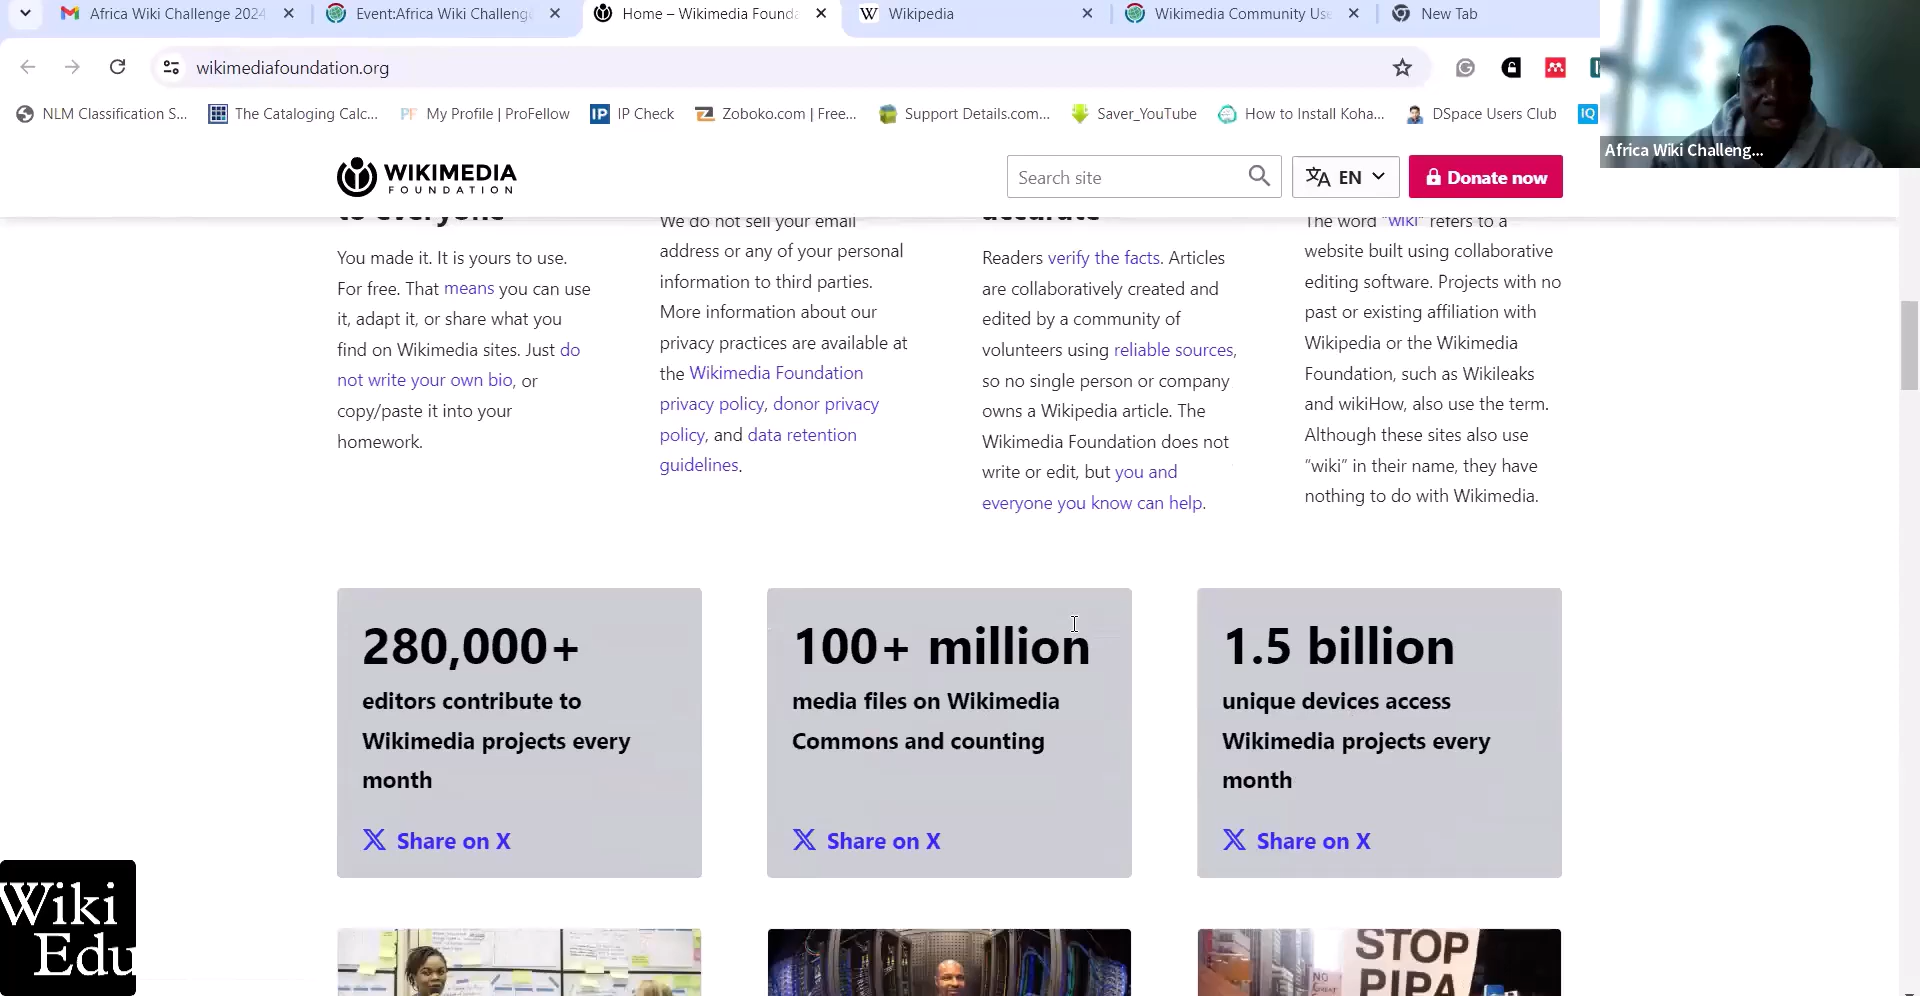 Africa Wiki Challenge 2024
Event:Africa Wiki Challeng
Home – Wikimedia Founda
Wikipedia
Wikimedia Community Use
New Tab
wikimediafoundation.org
NLM Classification S...
The Cataloging Calc...
PF My Profile | ProFellow
IP IP Check
Zoboko.com | Free...
Support Details.com...
Saver_YouTube
How to Install Koha...
DSpace Users Club
IQ
Africa Wiki Challeng...
WIKIMEDIA
FOUNDATION
Search site
EN
Donate now
to everyone
You made it. It is yours to use.
For free. That means you can use
it, adapt it, or share what you
find on Wikimedia sites. Just do
not write your own bio, or
copy/paste it into your
homework.
We do not sell your email
address or any of your personal
information to third parties.
More information about our
privacy practices are available at
the Wikimedia Foundation
privacy policy, donor privacy
policy, and data retention
guidelines.
accurate
Readers verify the facts. Articles
are collaboratively created and
edited by a community of
volunteers using reliable sources,
so no single person or company
owns a Wikipedia article. The
Wikimedia Foundation does not
write or edit, but you and
everyone you know can help.
The word "wiki" refers to a
website built using collaborative
editing software. Projects with no
past or existing affiliation with
Wikipedia or the Wikimedia
Foundation, such as Wikileaks
and wikiHow, also use the term.
Although these sites also use
“wiki” in their name, they have
nothing to do with Wikimedia.
280,000+
editors contribute to
Wikimedia projects every
month
Share on X
100+ million
media files on Wikimedia
Commons and counting
Share on X
1.5 billion
unique devices access
Wikimedia projects every
month
Share on X
Wiki
Edu
STOP
PIPA